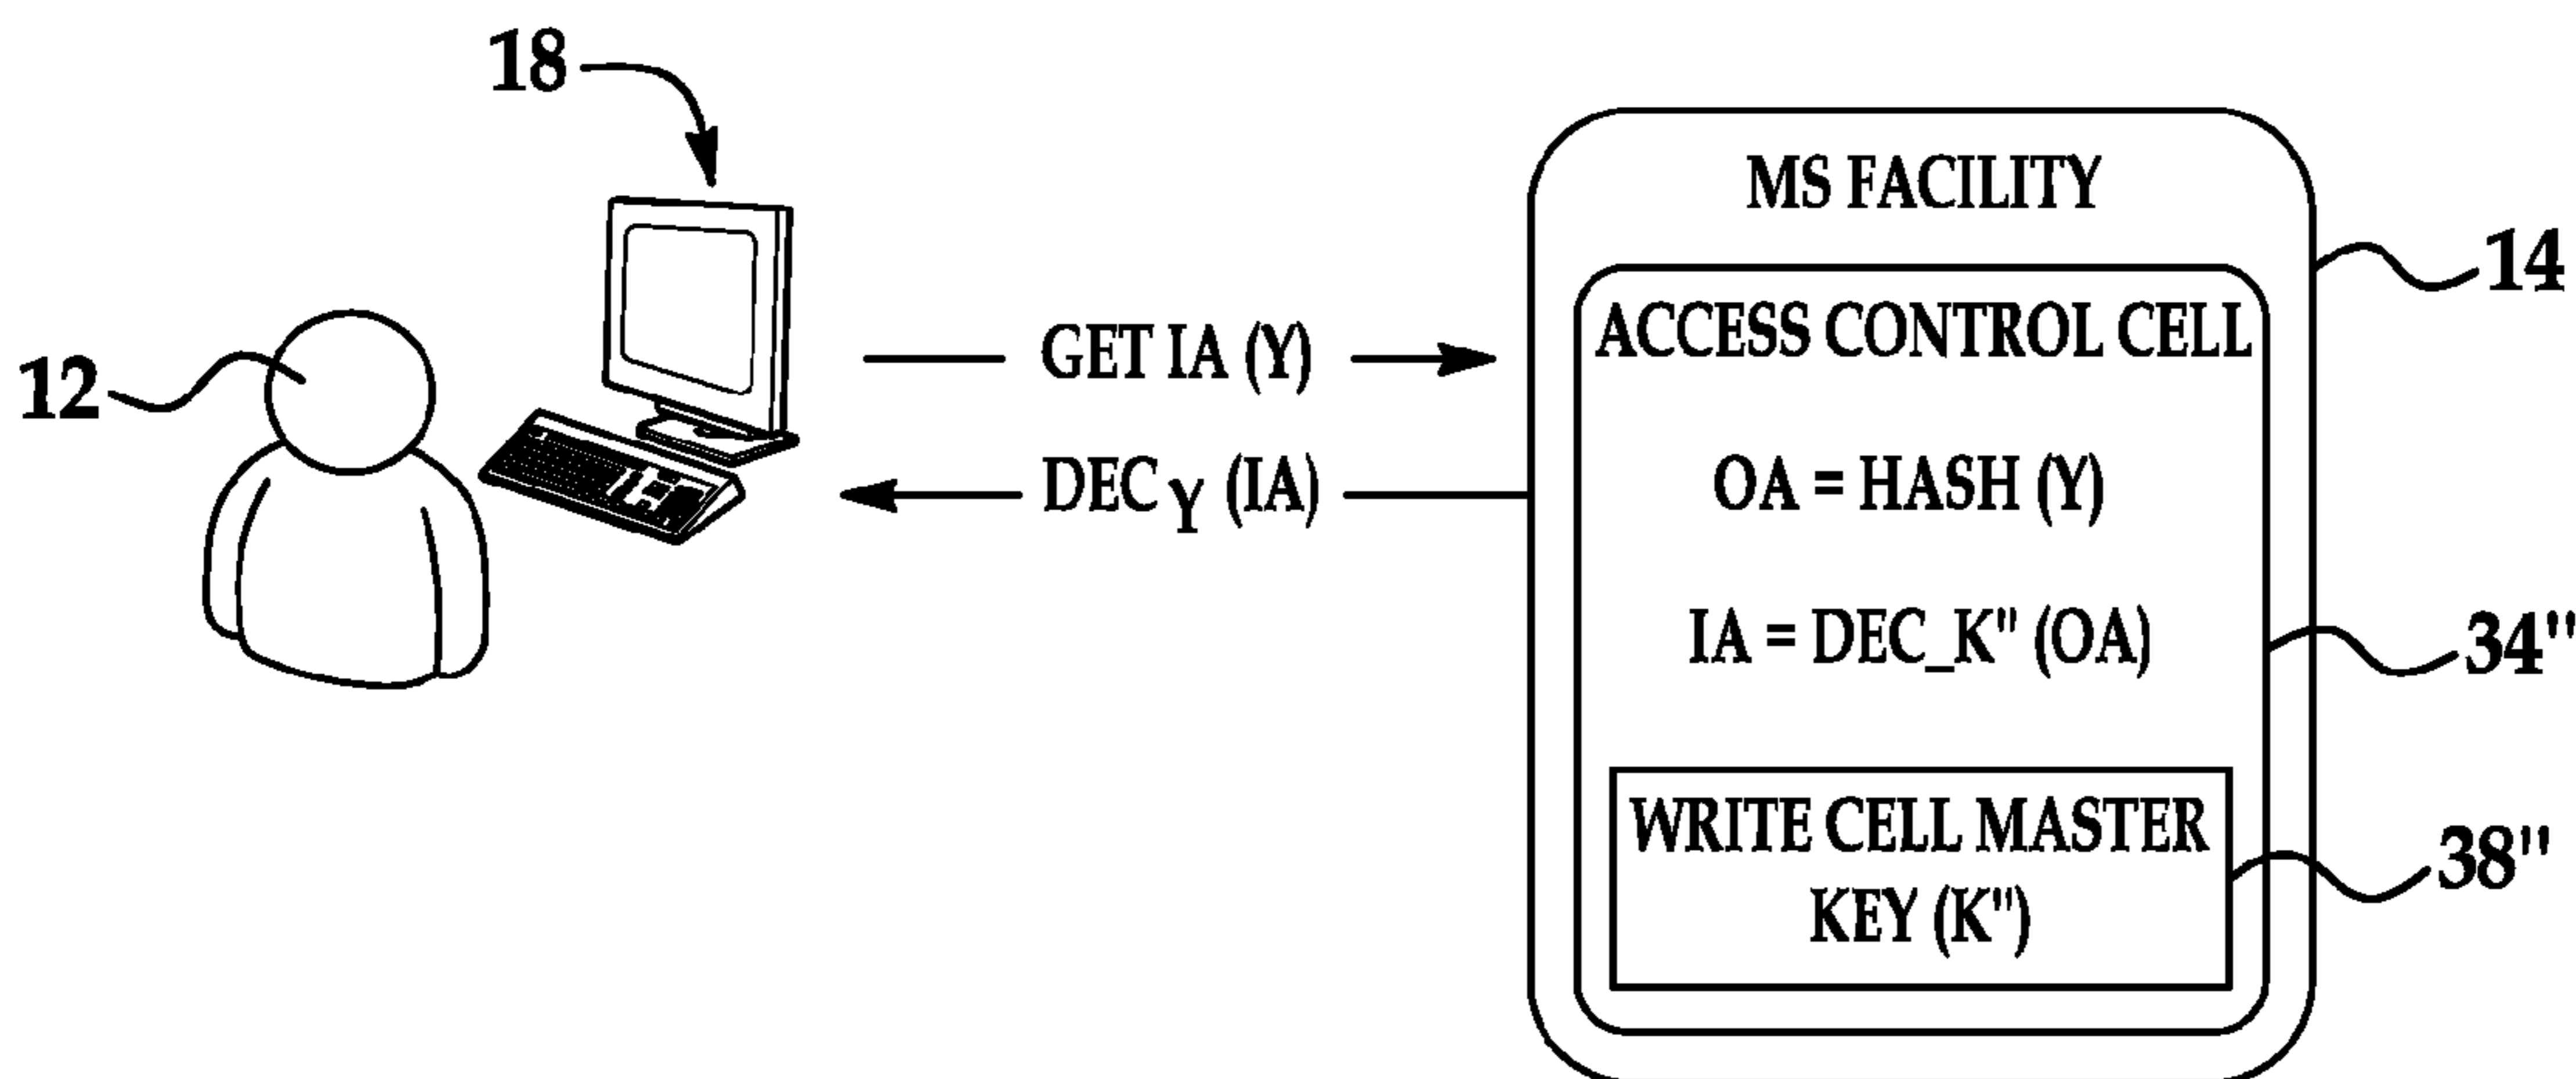 18
MS FACILITY
14
ACCESS CONTROL CELL
12
GET IA (Y)
DEC Y (IA)
OA = HASH (Y)
IA = DEC_K" (OA)
34"
WRITE CELL MASTER
KEY (K")
38"